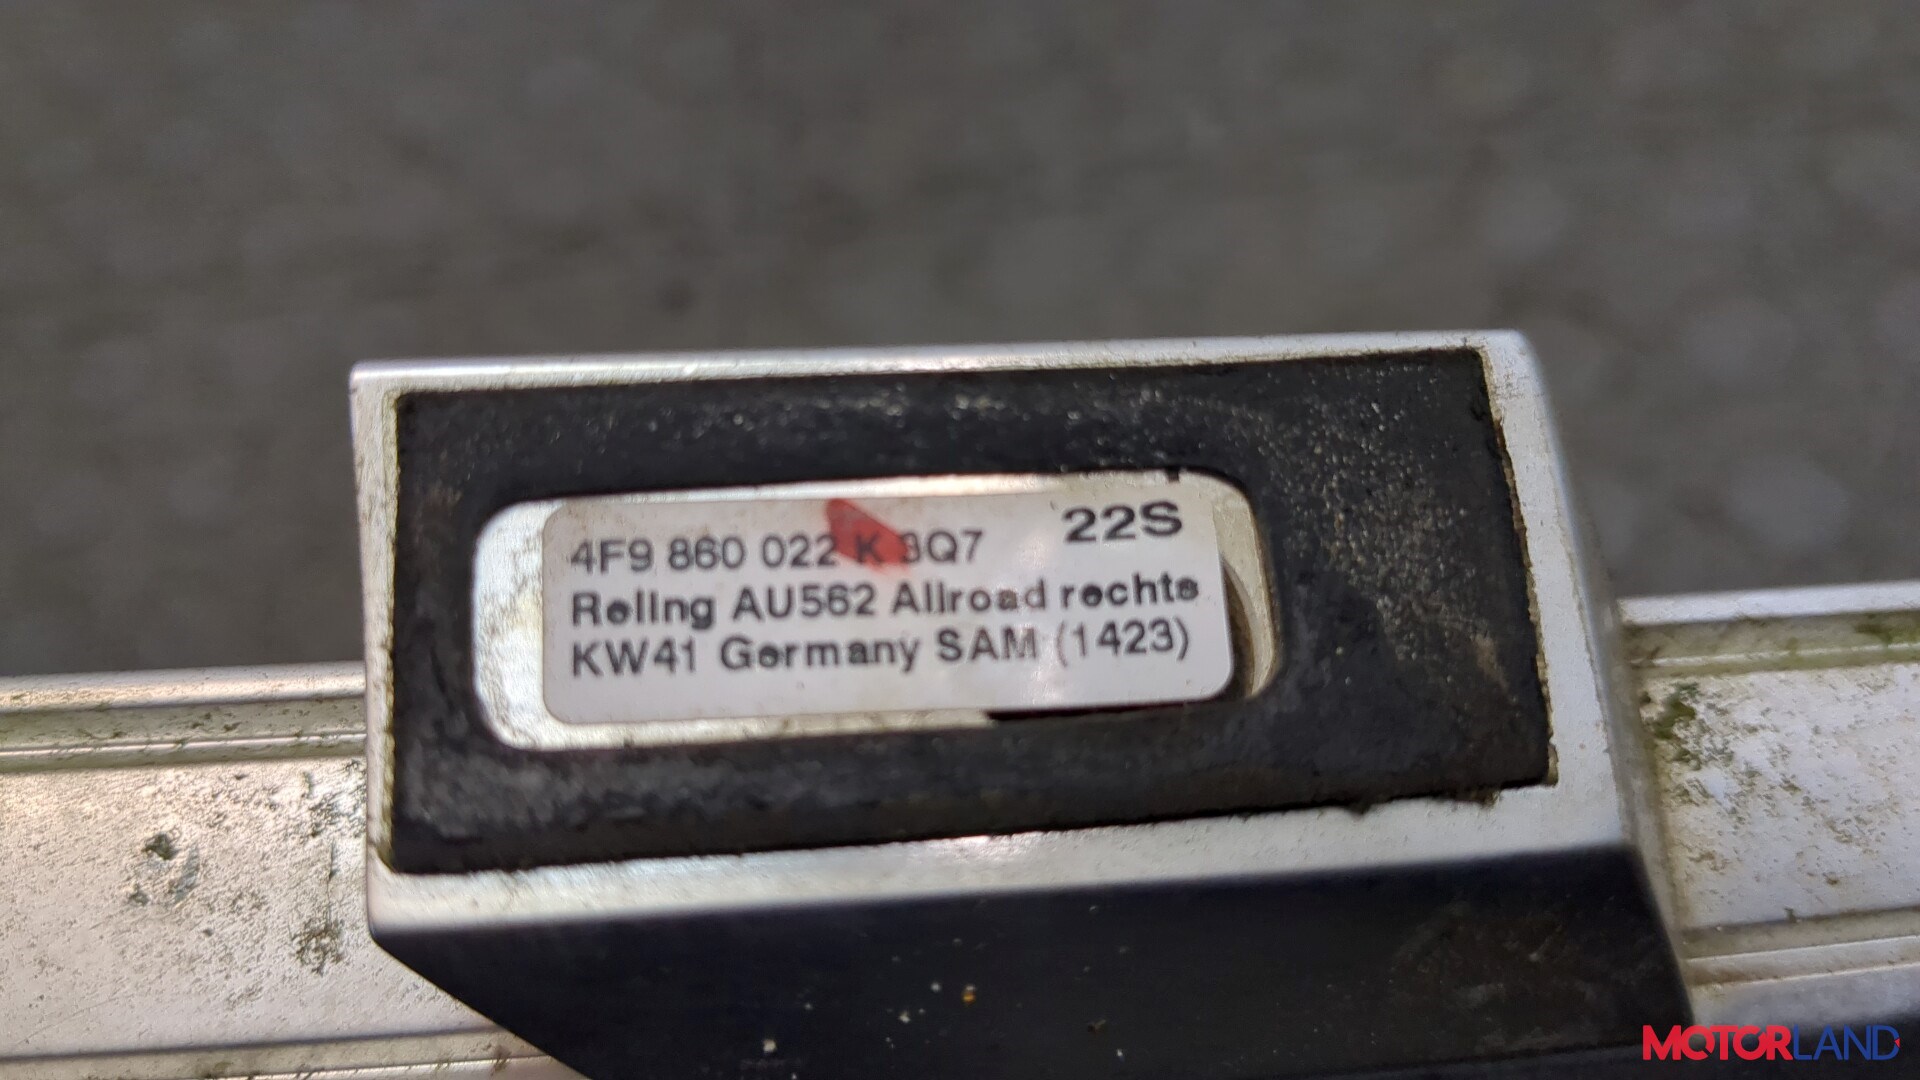 4F9 860 022 K 3Q7 22S
Reling AU562 Allroad rechts
KW41 Germany SAM (1423)
MOTORLAND